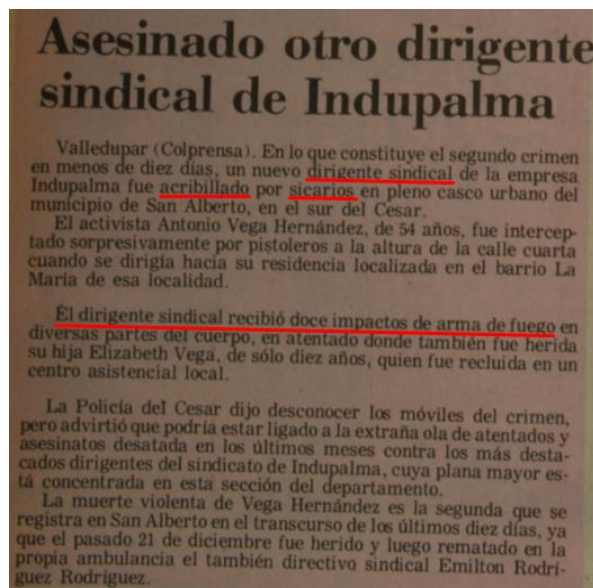 Asesinado otro dirigente
sindical de Indupalma
Valledupar (Colprensa). En lo que constituye el segundo crimen
en menos de diez días, un nuevo dirigente sindical de la empresa
Indupalma fue acribillado por sicarios en pleno casco urbano del
municipio de San Alberto, en el sur del Cesar.
El activista Antonio Vega Hernández, de 54 años, fue intercep-
tado sorpresivamente por pistoleros a la altura de la calle cuarta
cuando se dirigía hacia su residencia localizada en el barrio La
María de esa localidad.
El dirigente sindical recibió doce impactos de arma de fuego en
diversas partes del cuerpo, en atentado donde también fue herida
su hija Elizabeth Vega, de sólo diez años, quien fue recluida en un
centro asistencial local.
La Policía del Cesar dijo desconocer los móviles del crimen,
pero advirtió que podría estar ligado a la extraña ola de atentados y
asesinatos desatada en los últimos meses contra los más desta-
cados dirigentes del sindicato de Indupalma, cuya plana mayor es-
tá concentrada en esta sección del departamento.
La muerte violenta de Vega Hernández es la segunda que se
registra en San Alberto en el transcurso de los últimos diez días, ya
que el pasado 21 de diciembre fue herido y luego rematado en la
propia ambulancia el también directivo sindical Emilton Rodrí-
guez Rodríguez.